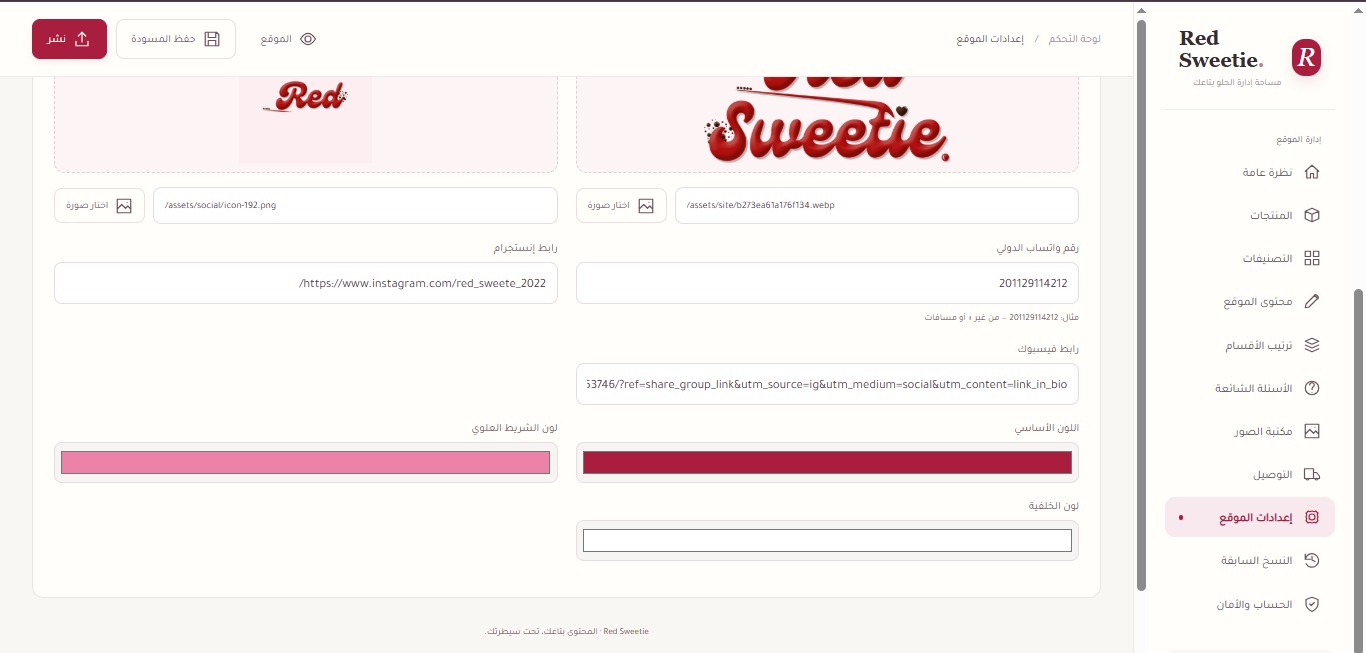 Red
Sweetie.
R
مساحة إدارة الحلو بتاعك
إدارة الموقع
نظرة عامة
المنتجات
التصنيفات
محتوى الموقع
ترتيب الأقسام
الأسئلة الشائعة
مكتبة الصور
التوصيل
إعدادات الموقع
النسخ السابقة
الحساب والأمان
لوحة التحكم / إعدادات الموقع
الموقع
حفظ المسودة
نشر
Sweetie.
Red
/assets/site/b273ea61a176f134.webp
اختار صورة
/assets/social/icon-192.png
اختار صورة
رقم واتساب الدولي
201129114212
مثال: 201129114212 — من غير + أو مسافات
رابط إنستجرام
https://www.instagram.com/red_sweete_2022/
رابط فيسبوك
53746/?ref=share_group_link&utm_source=ig&utm_medium=social&utm_content=link_in_bio
اللون الأساسي
لون الشريط العلوي
لون الخلفية
Red Sweetie · المحتوى بتاعك، تحت سيطرتك.